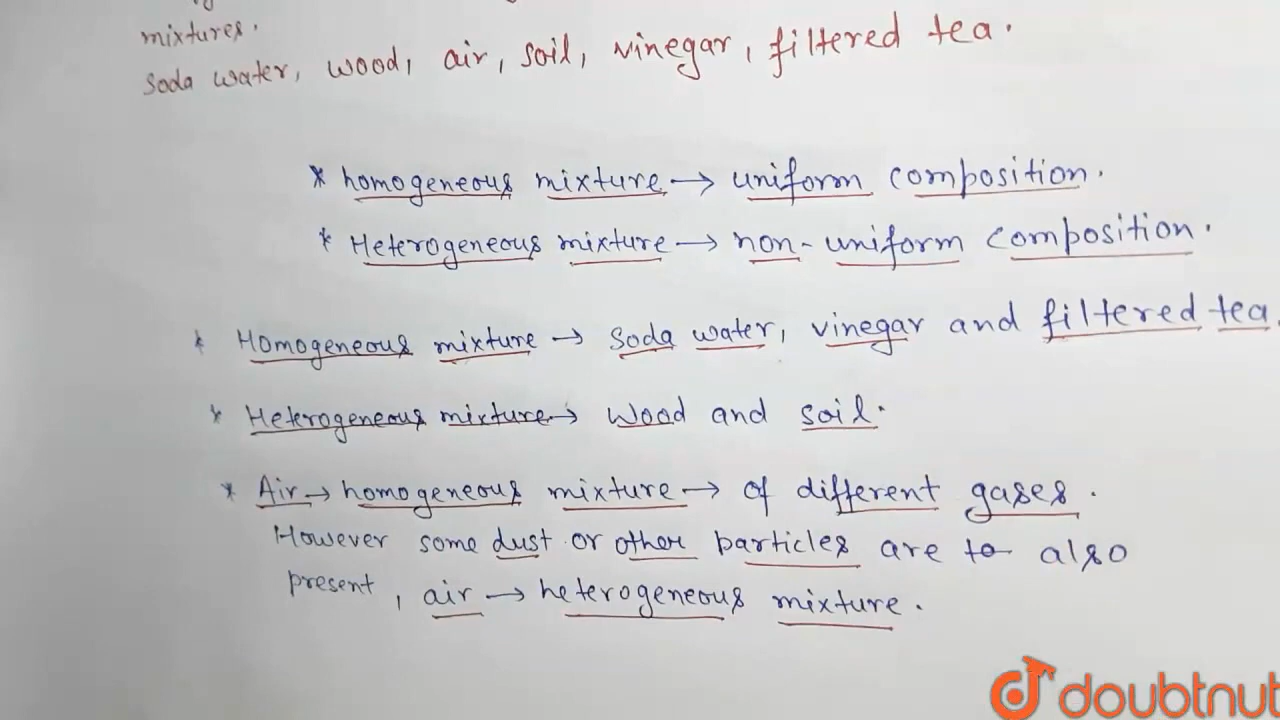 mixtures.
Soda water, wood, air, soil, vinegar, filtered tea.
* homogeneous mixture → uniform composition.
* Heterogeneous mixture → non-uniform composition.
* Homogeneous mixture → soda water, vinegar and filtered tea.
* Heterogeneous mixture → wood and soil.
* Air → homogeneous mixture → of different gases.
However some dust or other particles are to also
present, air → heterogeneous mixture.
doubtnut